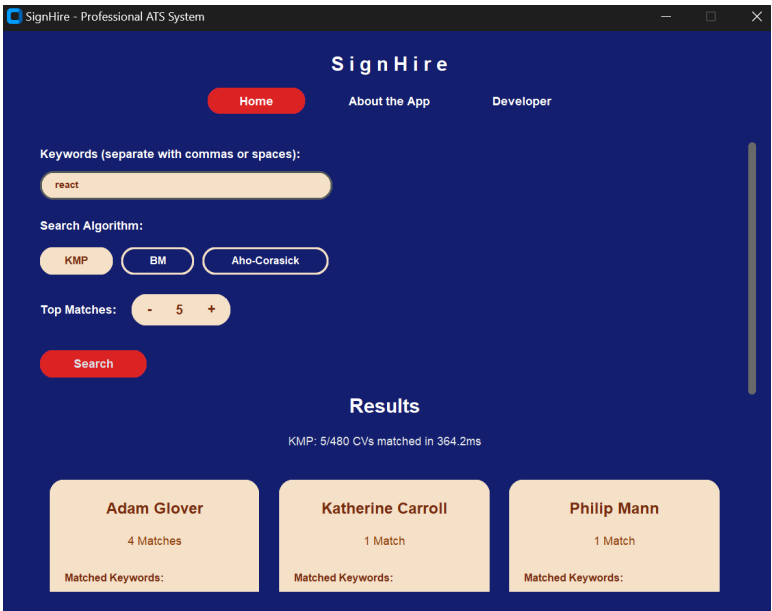 SignHire - Professional ATS System
SignHire
Home About the App Developer
Keywords (separate with commas or spaces):
react
Search Algorithm:
KMP BM Aho-Corasick
Top Matches: - 5 +
Search
Results
KMP: 5/480 CVs matched in 364.2ms
Adam Glover Katherine Carroll Philip Mann
4 Matches 1 Match 1 Match
Matched Keywords: Matched Keywords: Matched Keywords: